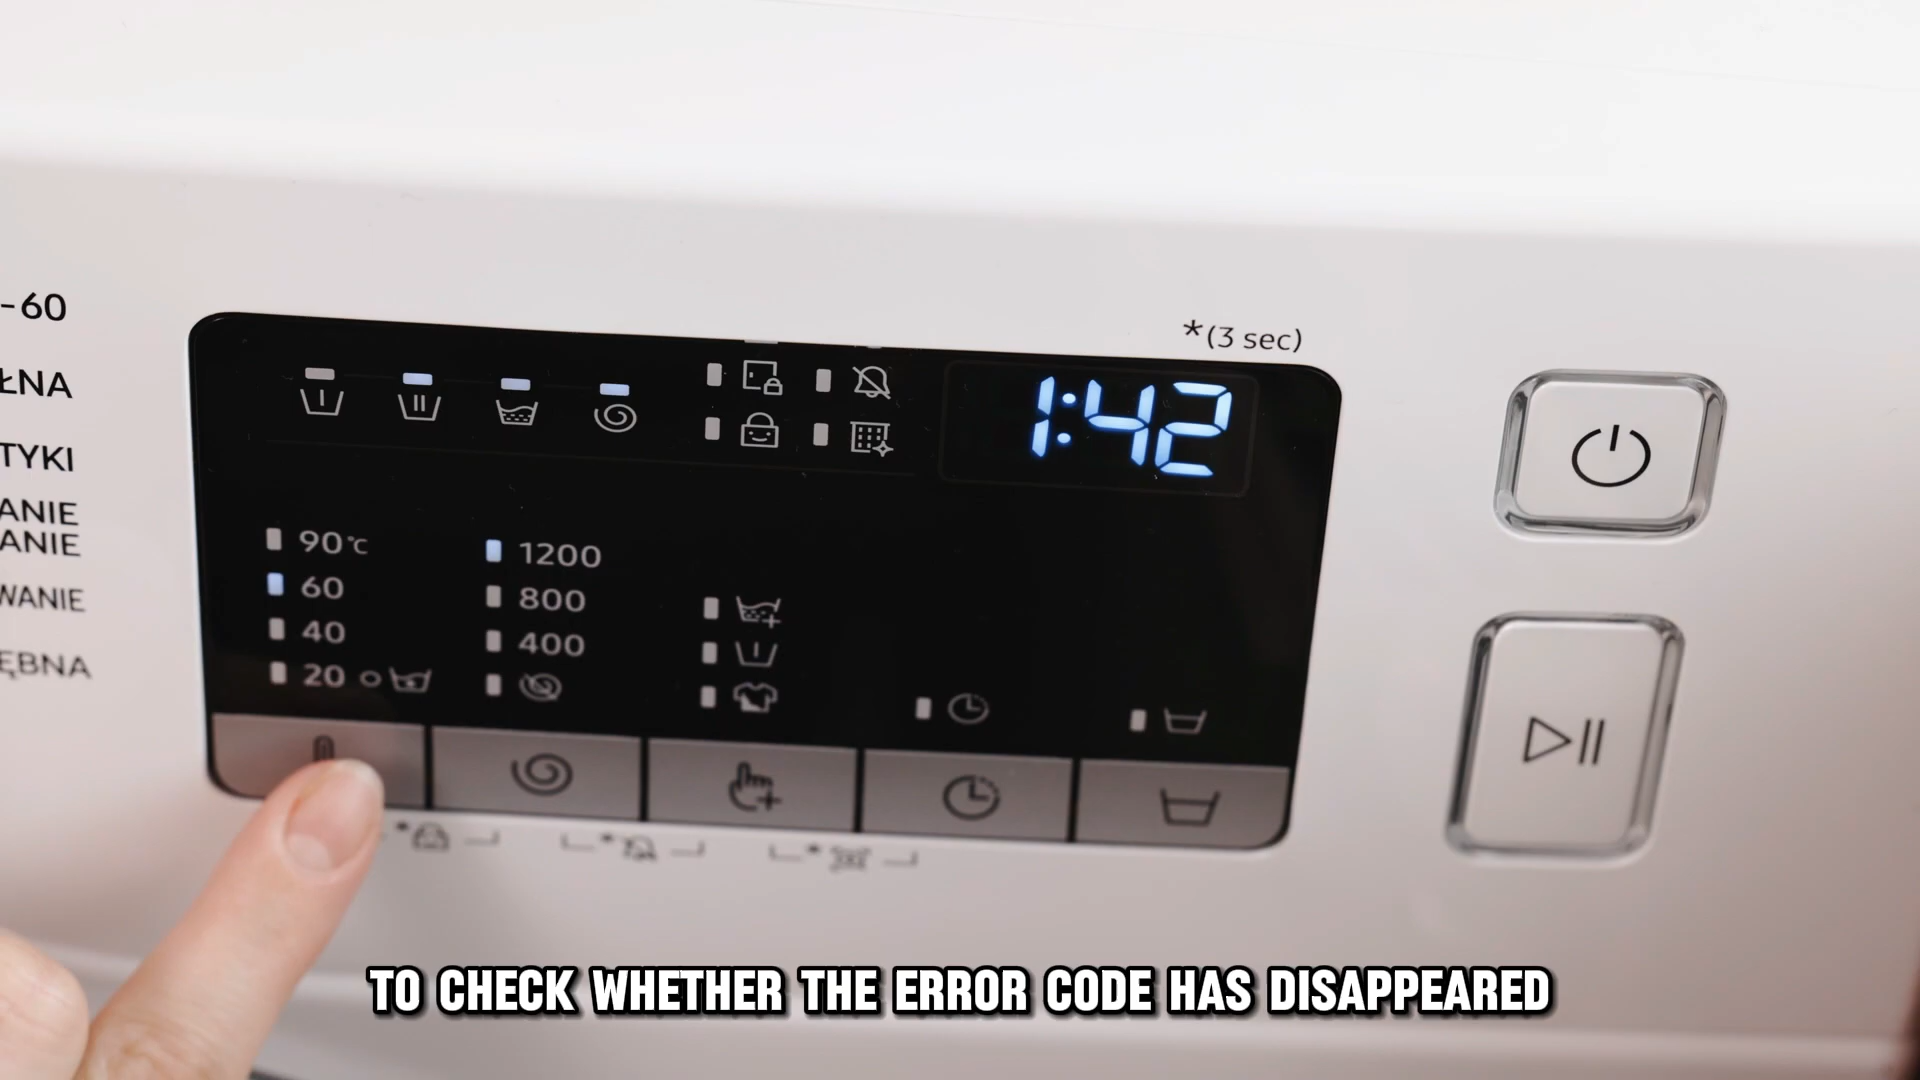 -60
ŁNA
TYKI
ANIE
ANIE
WANIE
ĘBNA
*(3 sec)
1:42
90°C
60
40
20
1200
800
400
TO CHECK WHETHER THE ERROR CODE HAS DISAPPEARED